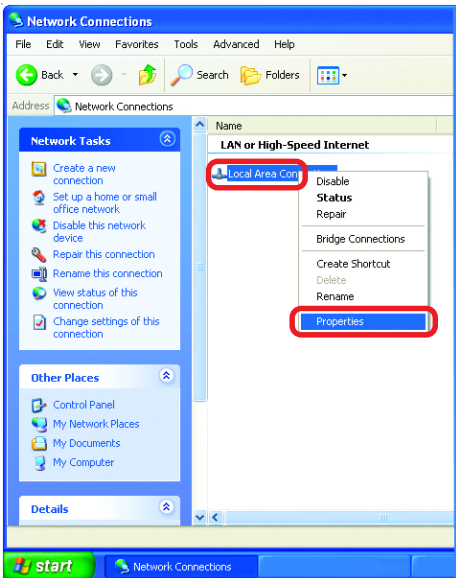 Network Connections
File Edit View Favorites Tools Advanced Help
Back Search Folders
Address Network Connections
Network Tasks
Create a new
connection
Set up a home or small
office network
Disable this network
device
Repair this connection
Rename this connection
View status of this
connection
Change settings of this
connection
Other Places
Control Panel
My Network Places
My Documents
My Computer
Details
Name
LAN or High-Speed Internet
Local Area Con
Disable
Status
Repair
Bridge Connections
Create Shortcut
Delete
Rename
Properties
start Network Connections